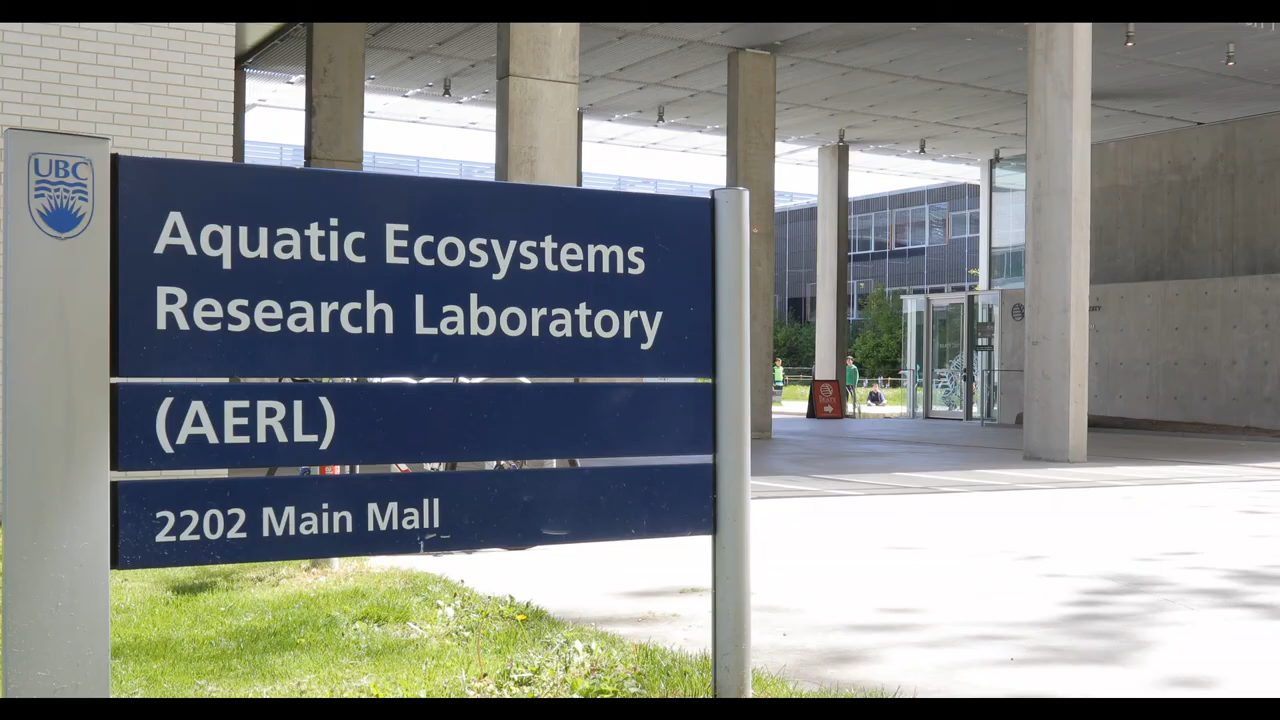 UBC
Aquatic Ecosystems
Research Laboratory
(AERL)
2202 Main Mall